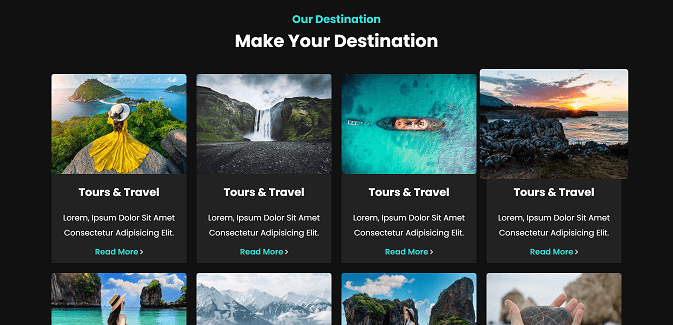 Our Destination
Make Your Destination
Tours & Travel
Lorem, Ipsum Dolor Sit Amet
Consectetur Adipisicing Elit.
Read More >
Tours & Travel
Lorem, Ipsum Dolor Sit Amet
Consectetur Adipisicing Elit.
Read More >
Tours & Travel
Lorem, Ipsum Dolor Sit Amet
Consectetur Adipisicing Elit.
Read More >
Tours & Travel
Lorem, Ipsum Dolor Sit Amet
Consectetur Adipisicing Elit.
Read More >